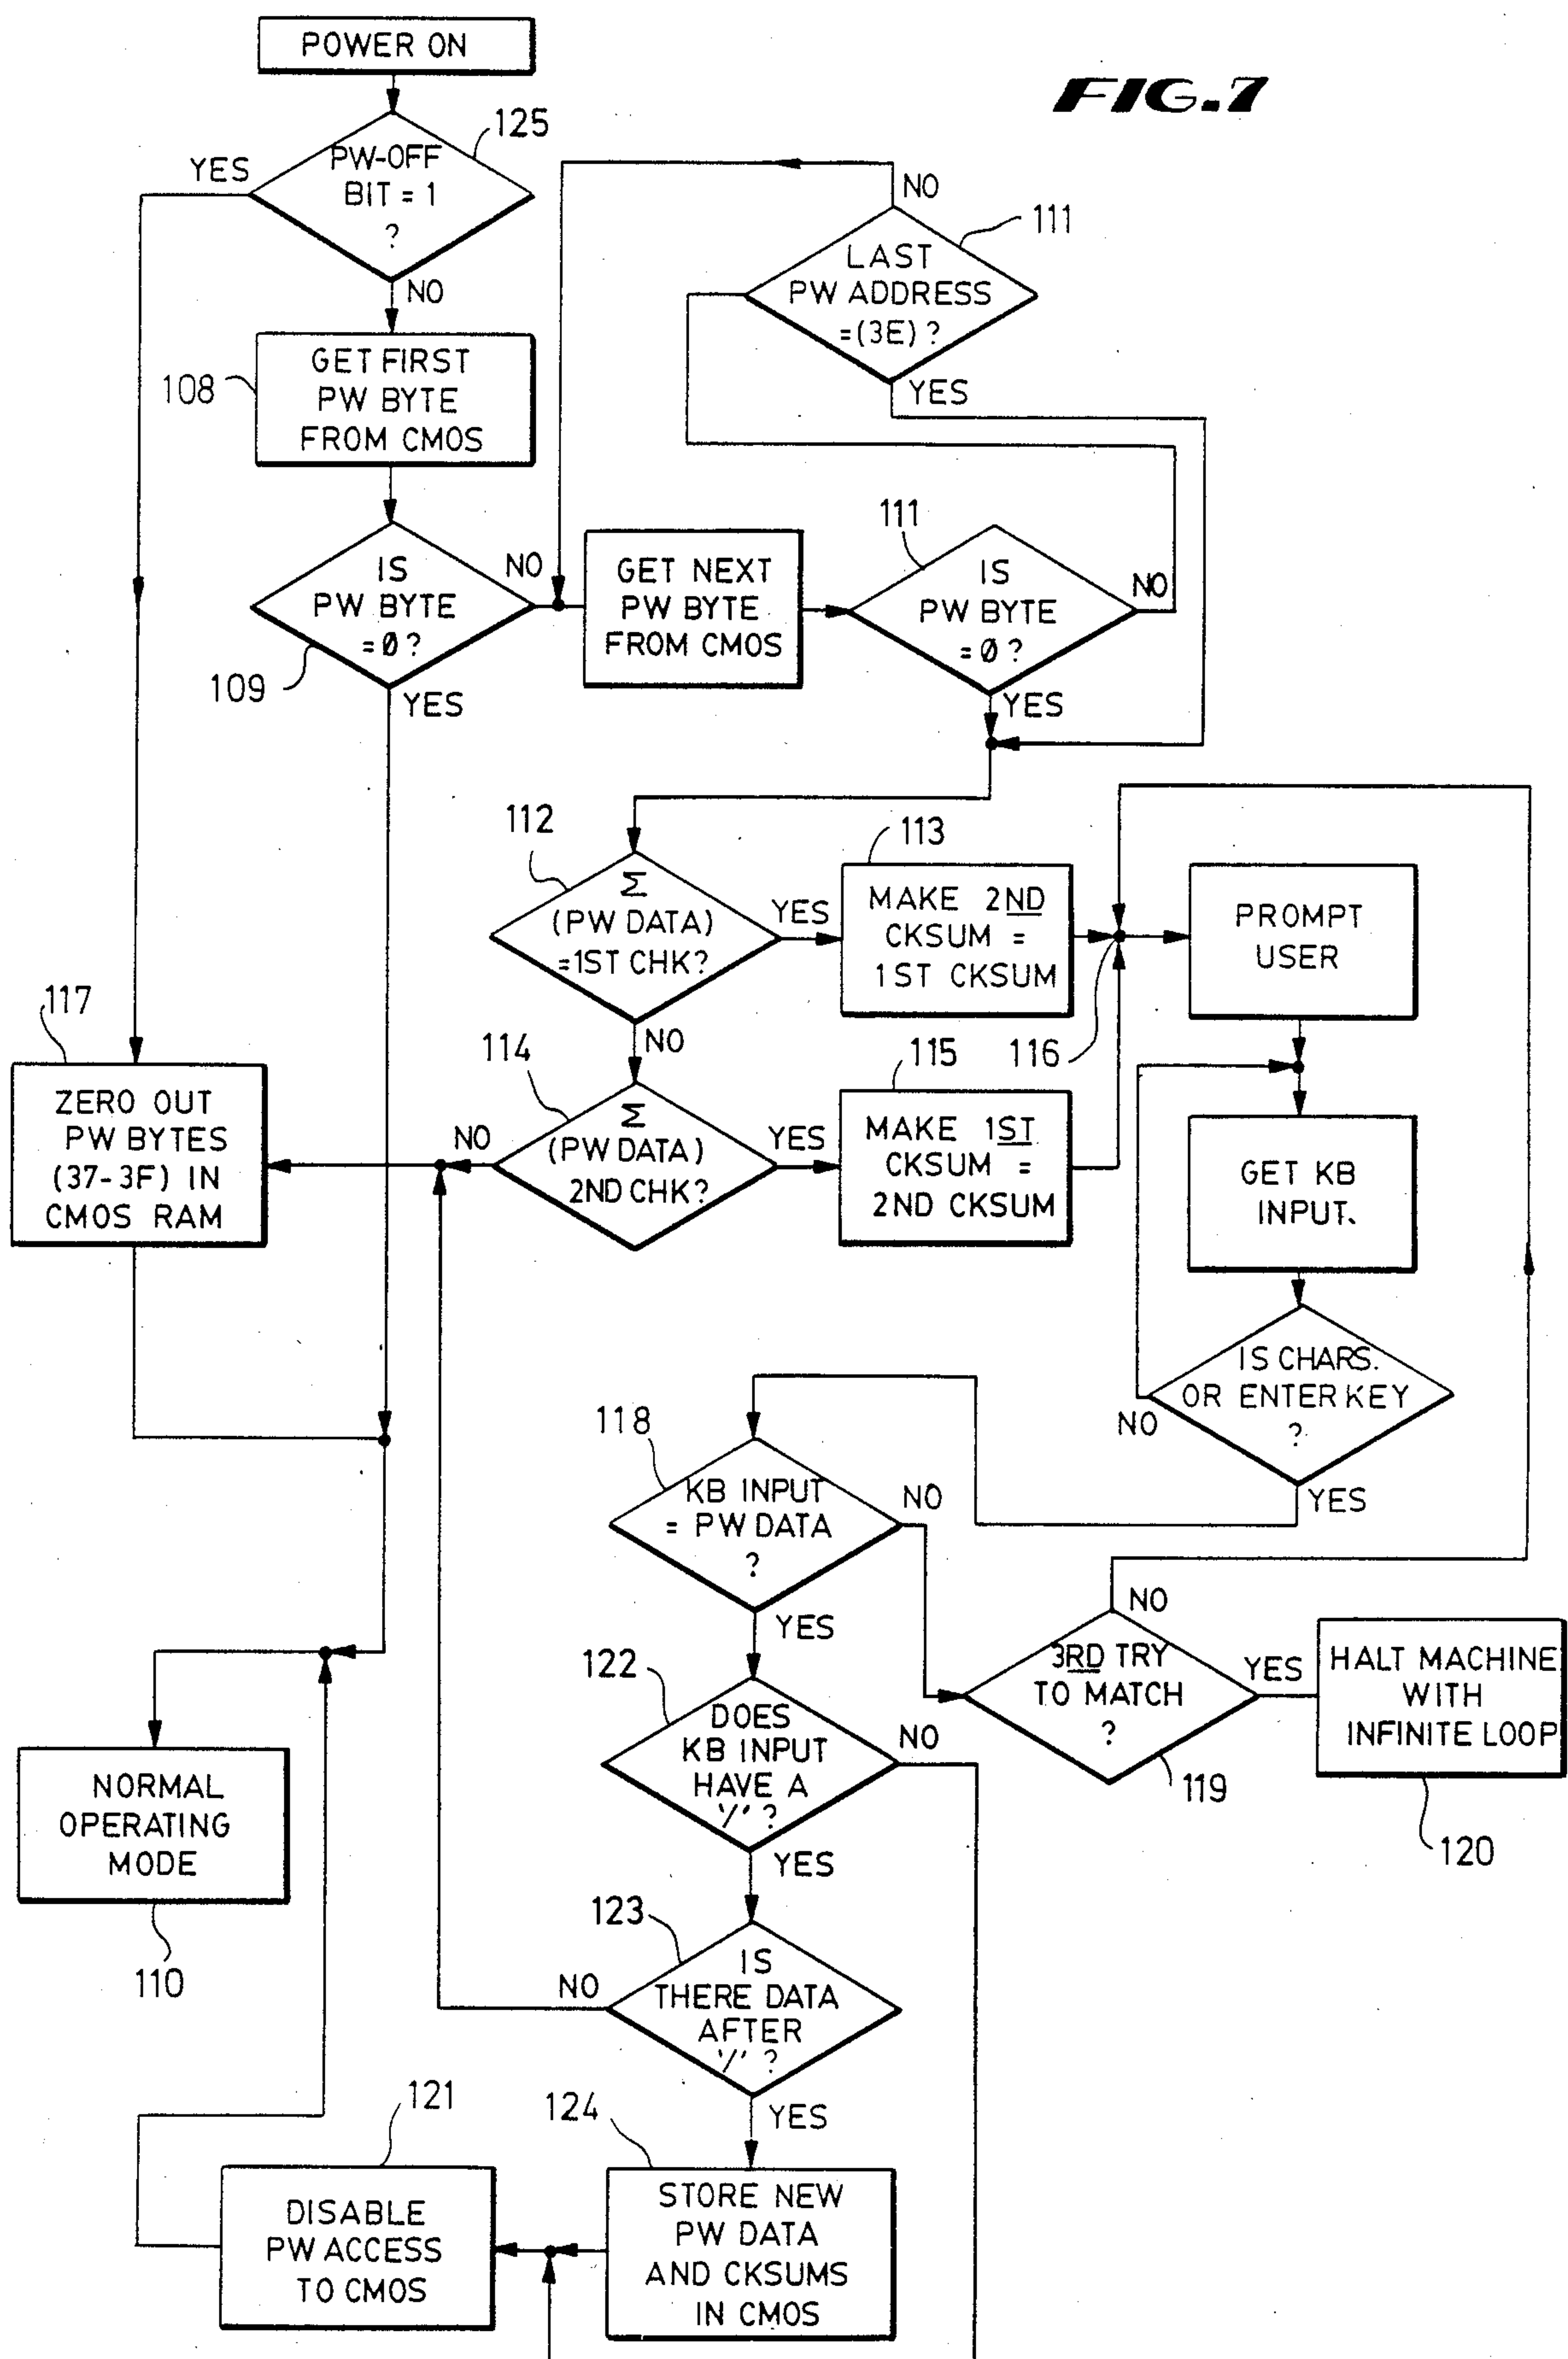 POWER ON
FIG.7
125
PW-OFF
BIT = 1
?
YES
NO
111
LAST
PW ADDRESS
=(3E) ?
NO
YES
108
GET FIRST
PW BYTE
FROM CMOS
IS
PW BYTE
=Ø ?
109
NO
YES
GET NEXT
PW BYTE
FROM CMOS
111
IS
PW BYTE
=Ø ?
NO
YES
112
Σ
(PW DATA)
=1ST CHK?
YES
NO
113
MAKE 2ND
CKSUM =
1ST CKSUM
PROMPT
USER
117
ZERO OUT
PW BYTES
(37-3F) IN
CMOS RAM
114
Σ
(PW DATA)
2ND CHK?
NO
YES
115
MAKE 1ST
CKSUM =
2ND CKSUM
116
GET KB
INPUT.
IS CHARS.
OR ENTER KEY
?
NO
YES
118
KB INPUT
= PW DATA
?
NO
YES
3RD TRY
TO MATCH
?
NO
YES
119
HALT MACHINE
WITH
INFINITE LOOP
120
122
DOES
KB INPUT
HAVE A
'/' ?
NO
YES
NORMAL
OPERATING
MODE
110
123
IS
THERE DATA
AFTER
'/' ?
NO
YES
121
DISABLE
PW ACCESS
TO CMOS
124
STORE NEW
PW DATA
AND CKSUMS
IN CMOS